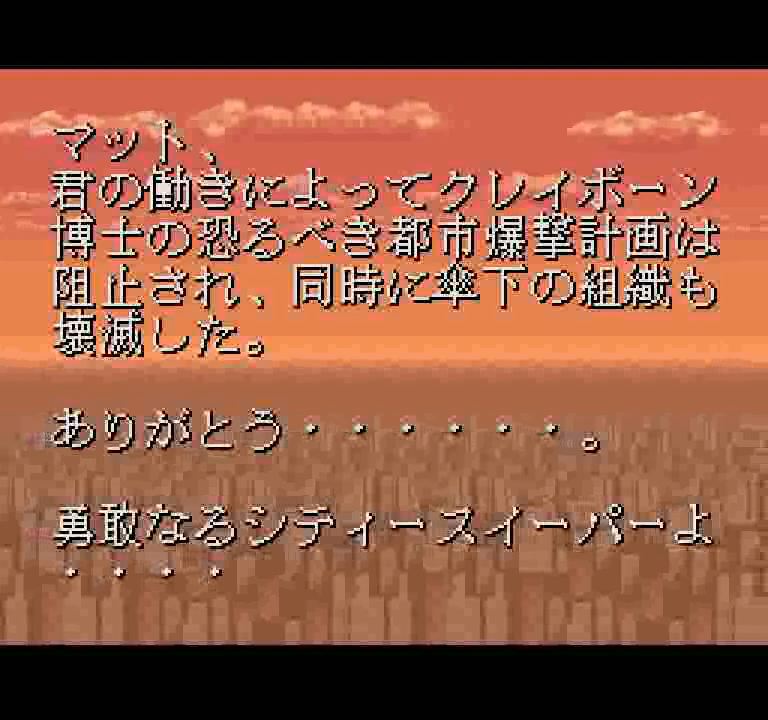 マット、
君の働きによってクレイボーン
博士の恐るべき都市爆撃計画は
阻止され、同時に傘下の組織も
壊滅した。
ありがとう・・・・・・。
勇敢なるシティースイーパーよ
・・・・